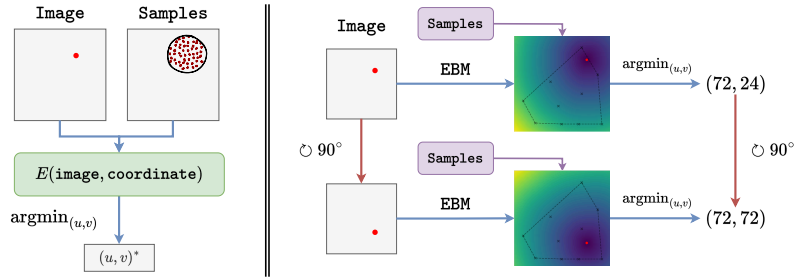 Image
Samples
E(image, coordinate)
argmin(u,v)
(u, v)*
Image
Samples
EBM
argmin(u,v)
(72, 24)
↻ 90°
↻ 90°
Samples
EBM
argmin(u,v)
(72, 72)